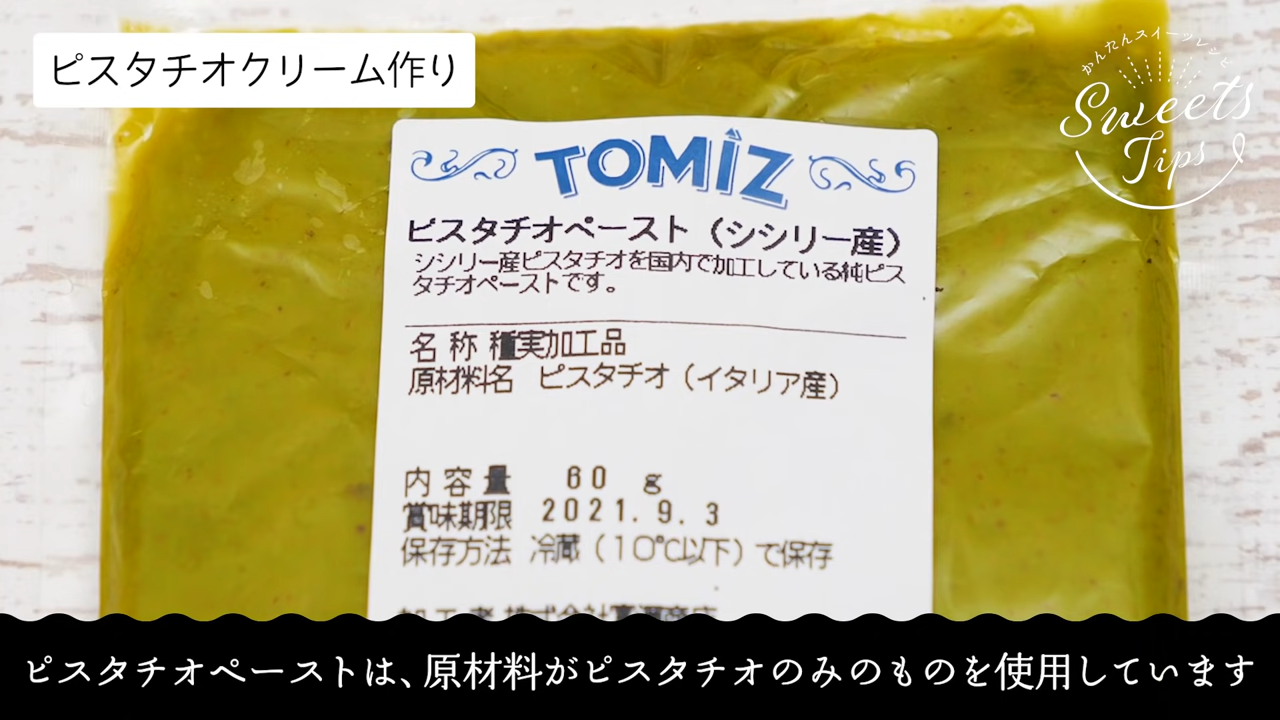 ピスタチオクリーム作り
かんたんスイーツレシピ
Sweets
Tips
TOMIZ
ピスタチオペースト（シシリー産）
シシリー産ピスタチオを国内で加工している純ピス
タチオペーストです。
名 称 種実加工品
原材料名 ピスタチオ（イタリア産）
内 容 量 60 g
賞味期限 2021. 9. 3
保存方法 冷蔵（10℃以下）で保存
ピスタチオペーストは、原材料がピスタチオのみのものを使用しています